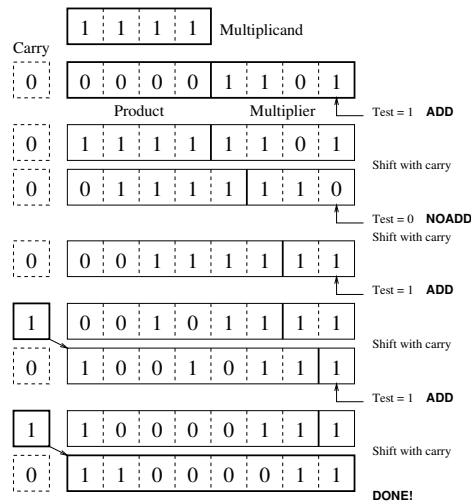 1 1 1 1 Multiplicand
Carry
0 0 0 0 0 1 1 0 1
Product Multiplier Test = 1 ADD
0 1 1 1 1 1 1 0 1
Shift with carry
0 0 1 1 1 1 1 1 0
Test = 0 NOADD
Shift with carry
0 0 0 1 1 1 1 1 1
Test = 1 ADD
1 0 0 1 0 1 1 1 1
Shift with carry
0 1 0 0 1 0 1 1 1
Test = 1 ADD
1 1 0 0 0 0 1 1 1
Shift with carry
0 1 1 0 0 0 0 1 1
DONE!